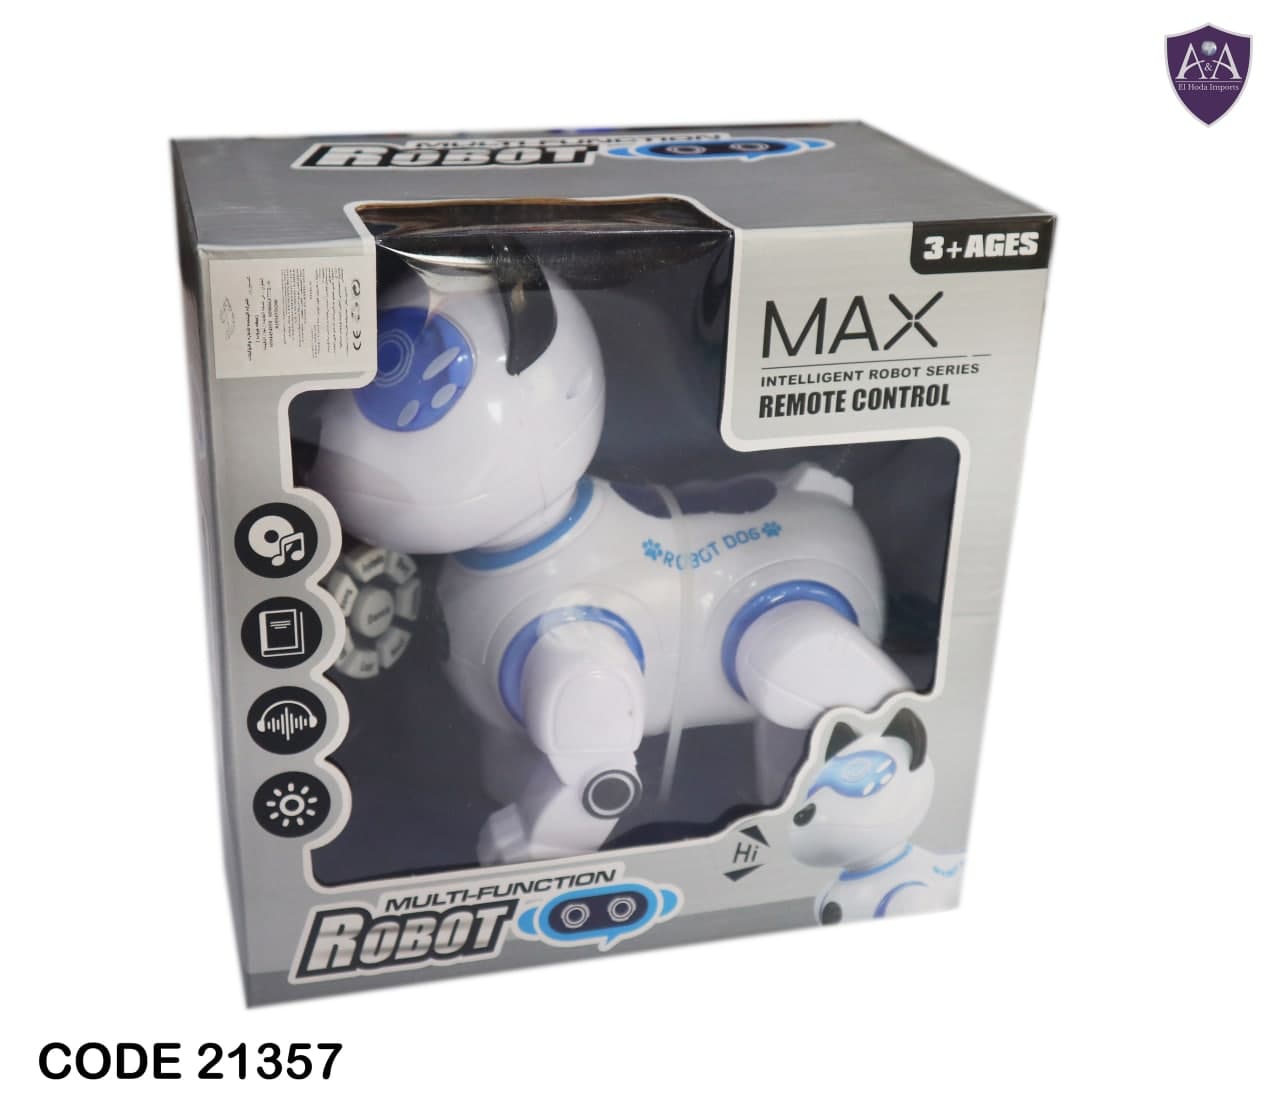 A&A
El Hoda Imports
MULTI-FUNCTION
ROBOT
3+AGES
MAX
INTELLIGENT ROBOT SERIES
REMOTE CONTROL
ROBOT DOG
Hi
MULTI-FUNCTION
ROBOT
CODE 21357